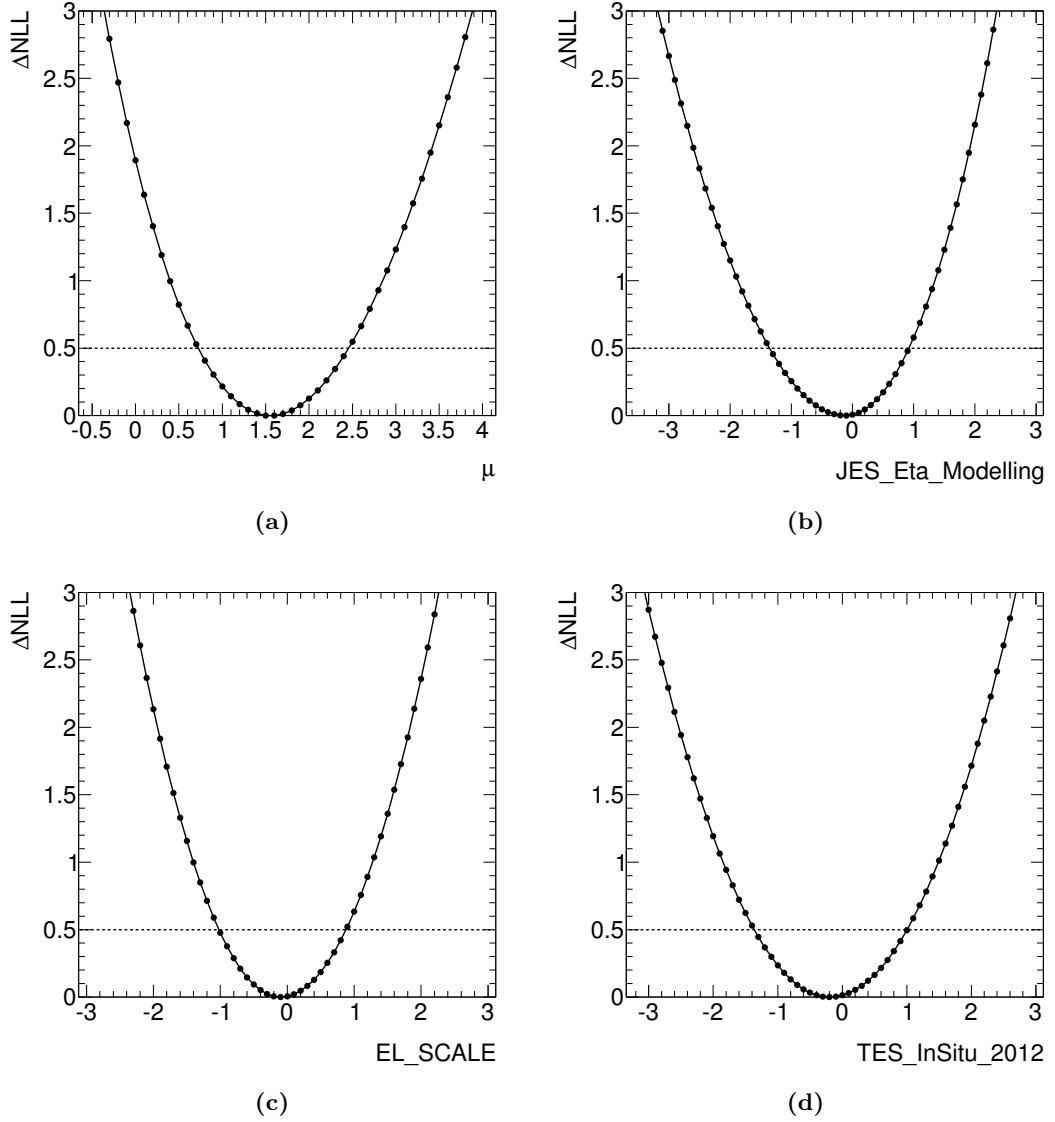 ΔNLL
3
2.5
2
1.5
1
0.5
0
-0.5 0 0.5 1 1.5 2 2.5 3 3.5 4
μ
(a)
ΔNLL
3
2.5
2
1.5
1
0.5
0
-3 -2 -1 0 1 2 3
JES_Eta_Modelling
(b)
ΔNLL
3
2.5
2
1.5
1
0.5
0
-3 -2 -1 0 1 2 3
EL_SCALE
(c)
ΔNLL
3
2.5
2
1.5
1
0.5
0
-3 -2 -1 0 1 2 3
TES_InSitu_2012
(d)